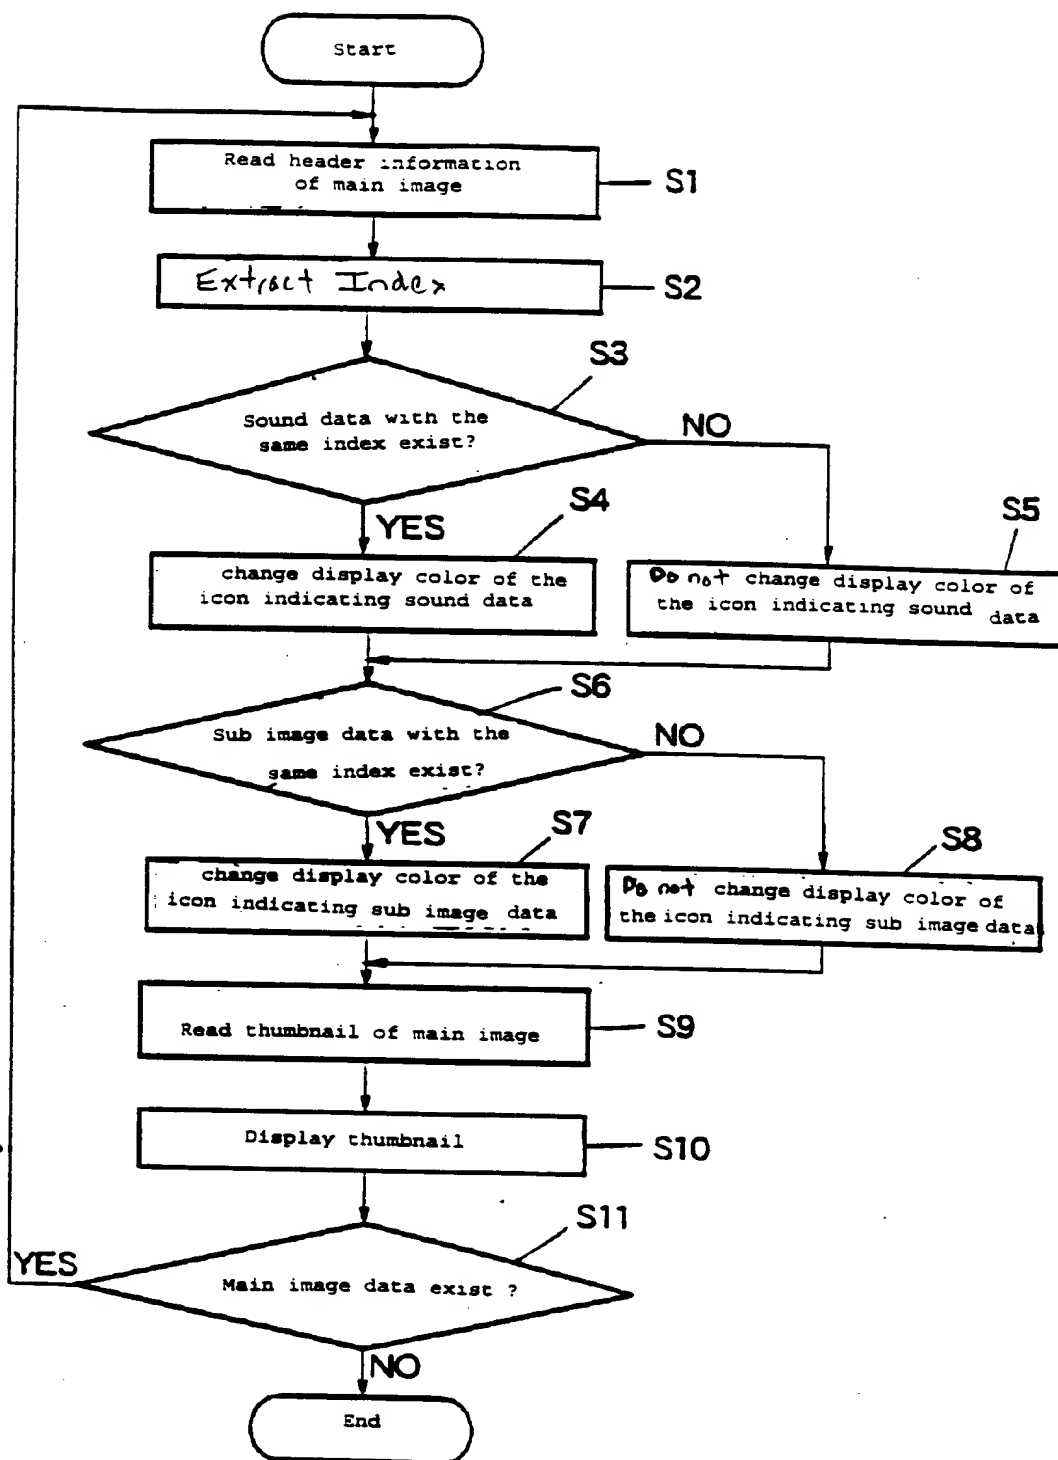 Start
Read header information
of main image
S1
Extract Index
S2
S3
Sound data with the
same index exist?
NO
S4
YES
S5
change display color of the
icon indicating sound data
Do not change display color of
the icon indicating sound data
S6
Sub image data with the
same index exist?
NO
YES
S7
S8
change display color of the
icon indicating sub image data
Do not change display color of
the icon indicating sub image data
Read thumbnail of main image
S9
Display thumbnail
S10
S11
YES
Main image data exist ?
NO
End